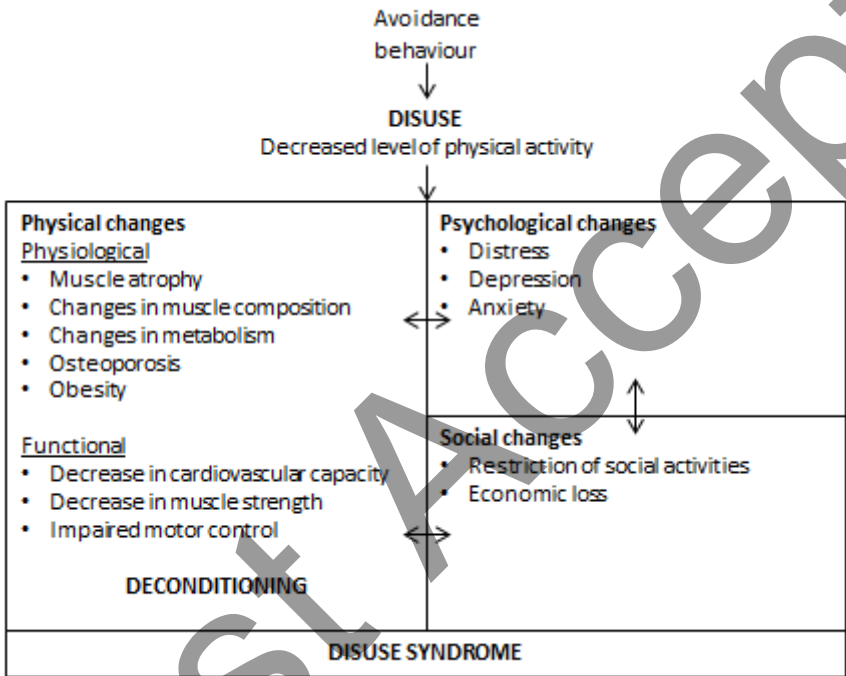 Avoidance
behaviour
DISUSE
Decreased level of physical activity
Physical changes
Physiological
• Muscle atrophy
• Changes in muscle composition
• Changes in metabolism
• Osteoporosis
• Obesity
Functional
• Decrease in cardiovascular capacity
• Decrease in muscle strength
• Impaired motor control
DECONDITIONING
Psychological changes
• Distress
• Depression
• Anxiety
Social changes
• Restriction of social activities
• Economic loss
DISUSE SYNDROME
st Accep